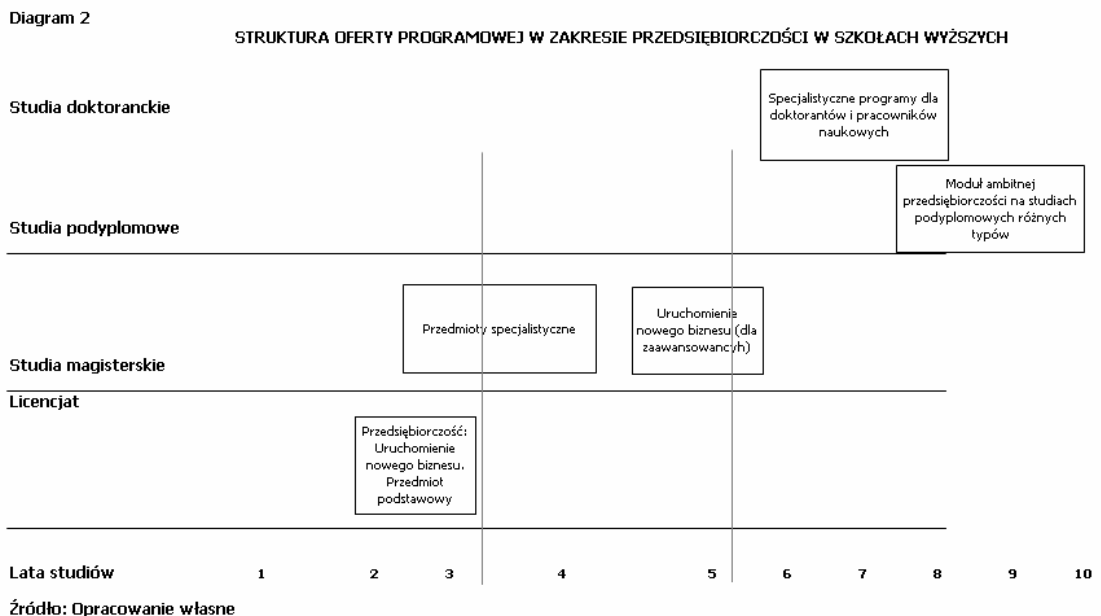 Diagram 2
STRUKTURA OFERTY PROGRAMOWEJ W ZAKRESIE PRZEDSIĘBIORCZOŚCI W SZKOŁACH WYŻSZYCH
Studia doktoranckie
Specjalistyczne programy dla
doktorantów i pracowników
naukowych
Moduł ambitnej
przedsiębiorczości na studiach
podyplomowych różnych
typów
Studia podyplomowe
Przedmioty specjalistyczne
Uruchomienie
nowego biznesu (dla
zaawansowancyh)
Studia magisterskie
Licencjat
Przedsiębiorczość:
Uruchomienie
nowego biznesu.
Przedmiot
podstawowy
Lata studiów 1 2 3 4 5 6 7 8 9 10
Źródło: Opracowanie własne